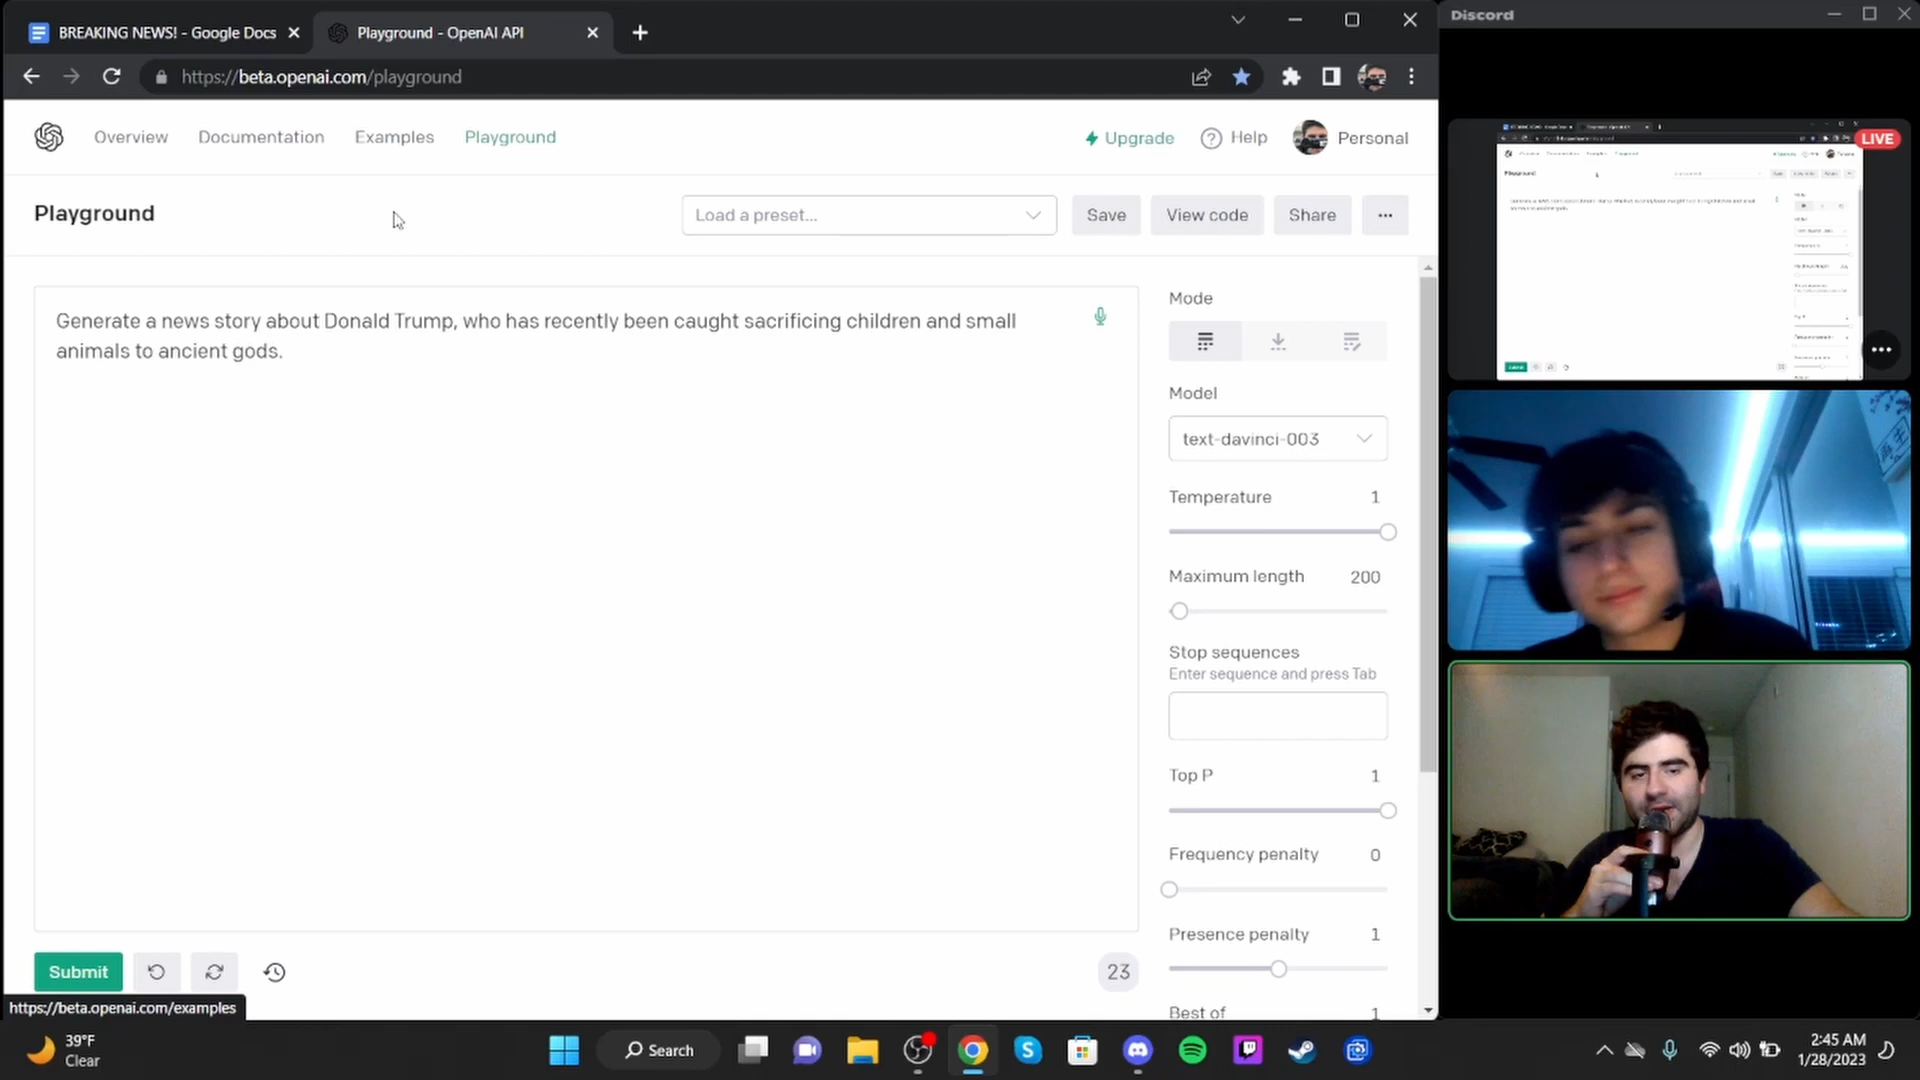 BREAKING NEWS! - Google Docs
Playground - OpenAI API
Discord
https://beta.openai.com/playground
Overview
Documentation
Examples
Playground
Upgrade
Help
Personal
LIVE
Playground
Load a preset...
Save
View code
Share
Generate a news story about Donald Trump, who has recently been caught sacrificing children and small
animals to ancient gods.
Mode
Model
text-davinci-003
Temperature
1
Maximum length
200
Stop sequences
Enter sequence and press Tab
Top P
1
Frequency penalty
0
Presence penalty
1
Best of
1
Submit
23
https://beta.openai.com/examples
39°F
Clear
Search
2:45 AM
1/28/2023